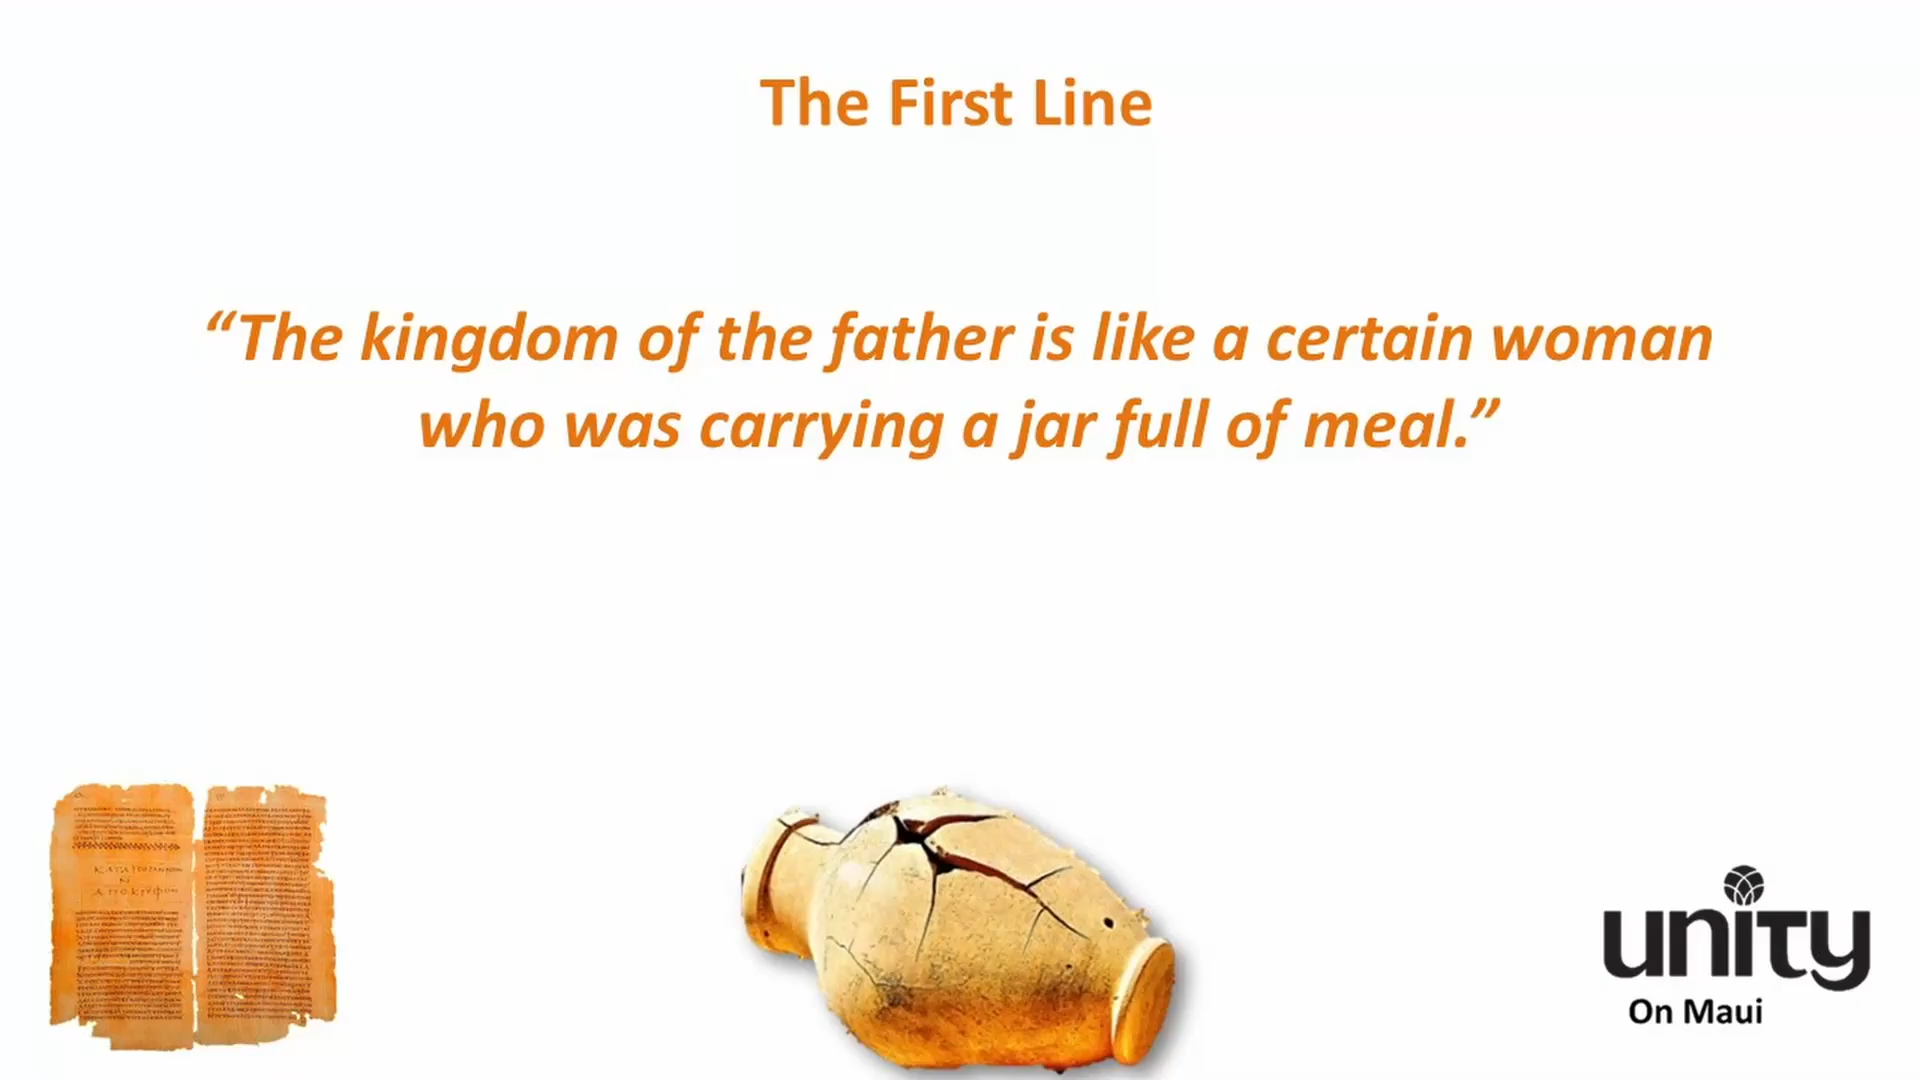 The First Line
“The kingdom of the father is like a certain woman
who was carrying a jar full of meal.”
unity
On Maui